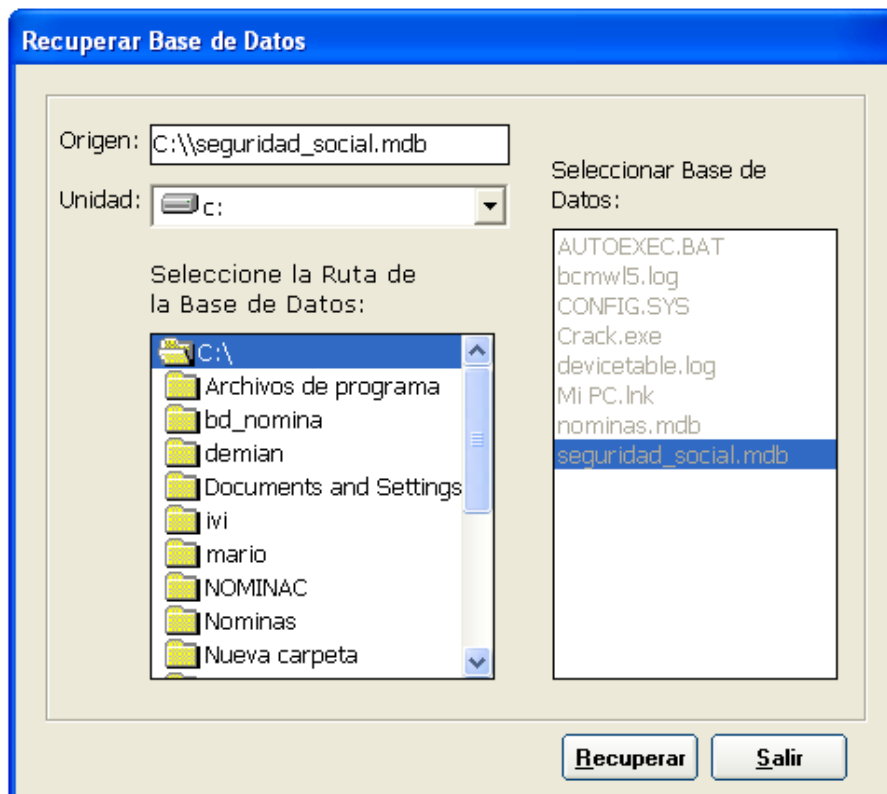 Recuperar Base de Datos
Origen: C:\\seguridad_social.mdb
Unidad: c:
Seleccione la Ruta de
la Base de Datos:
C:\
Archivos de programa
bd_nomina
demian
Documents and Settings
ivi
mario
NOMINAC
Nominas
Nueva carpeta
Seleccionar Base de
Datos:
AUTOEXEC.BAT
bcmwl5.log
CONFIG.SYS
Crack.exe
devicetable.log
Mi PC.lnk
nominas.mdb
seguridad_social.mdb
Recuperar Salir